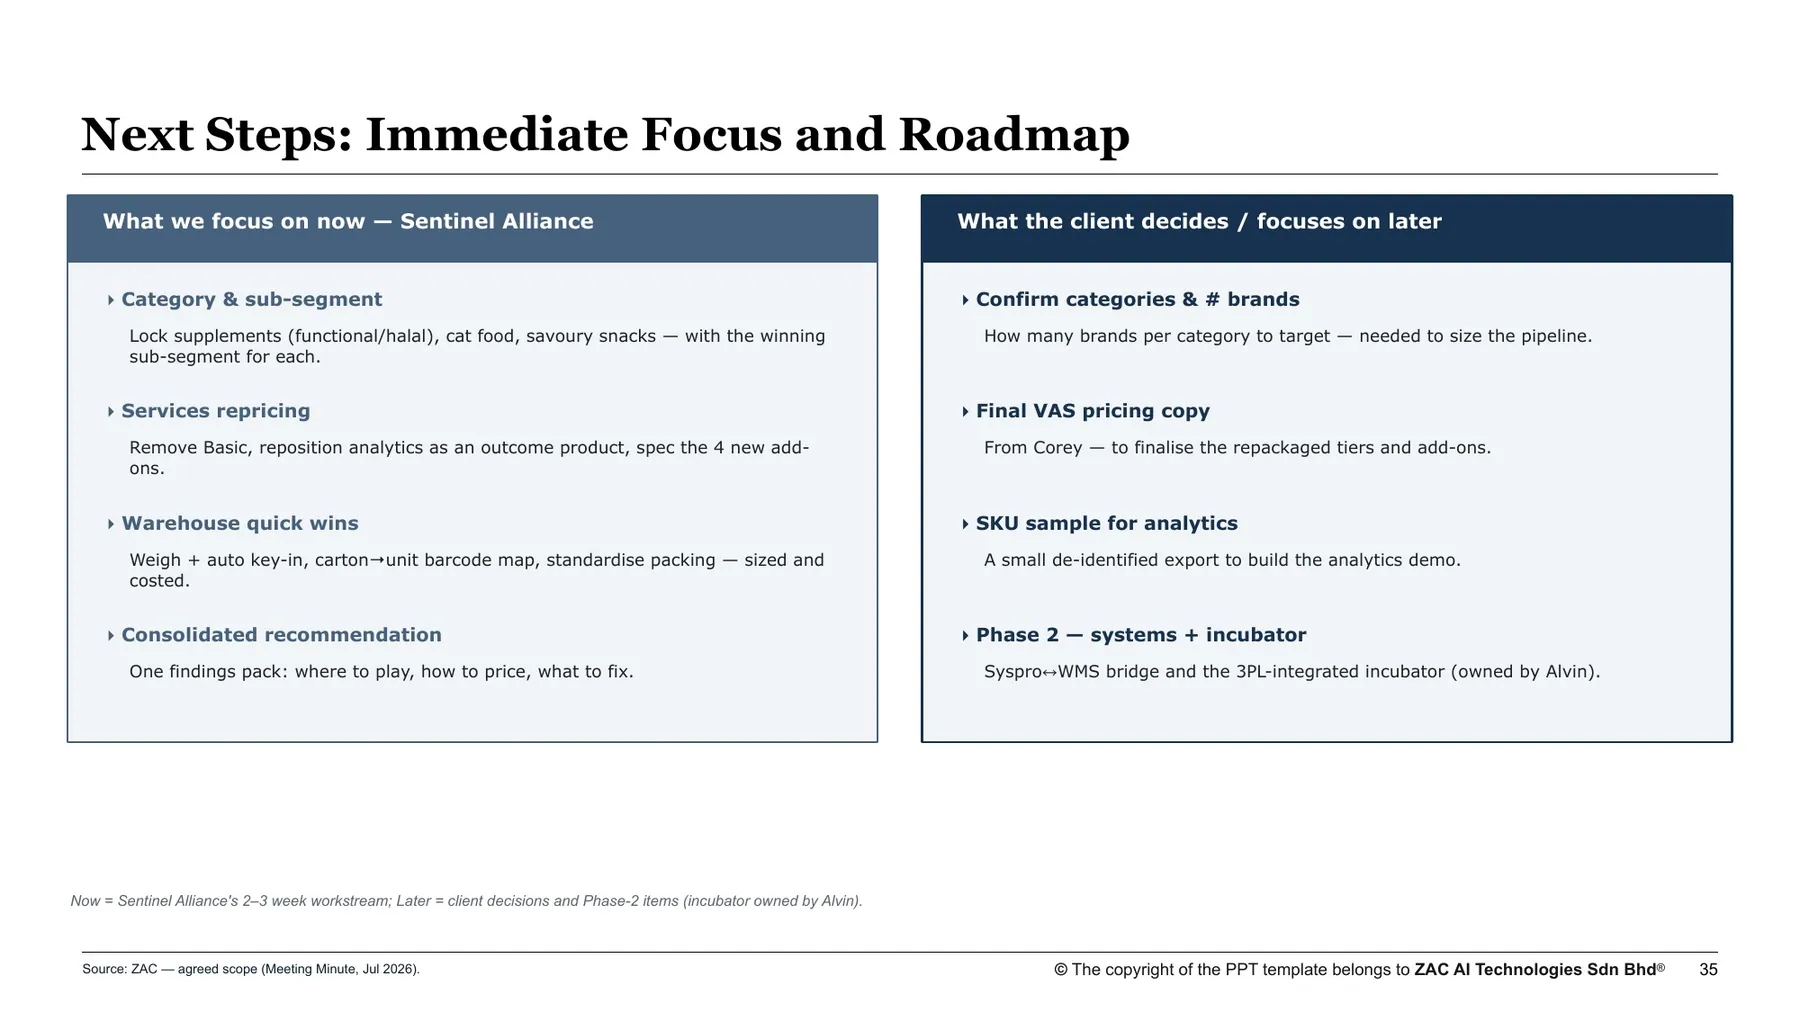 Next Steps: Immediate Focus and Roadmap
What we focus on now — Sentinel Alliance
Category & sub-segment
Lock supplements (functional/halal), cat food, savoury snacks — with the winning
sub-segment for each.
Services repricing
Remove Basic, reposition analytics as an outcome product, spec the 4 new add-
ons.
Warehouse quick wins
Weigh + auto key-in, carton→unit barcode map, standardise packing — sized and
costed.
Consolidated recommendation
One findings pack: where to play, how to price, what to fix.
What the client decides / focuses on later
Confirm categories & # brands
How many brands per category to target — needed to size the pipeline.
Final VAS pricing copy
From Corey — to finalise the repackaged tiers and add-ons.
SKU sample for analytics
A small de-identified export to build the analytics demo.
Phase 2 — systems + incubator
Syspro↔WMS bridge and the 3PL-integrated incubator (owned by Alvin).
Now = Sentinel Alliance's 2–3 week workstream; Later = client decisions and Phase-2 items (incubator owned by Alvin).
Source: ZAC — agreed scope (Meeting Minute, Jul 2026).
© The copyright of the PPT template belongs to ZAC AI Technologies Sdn Bhd®
35